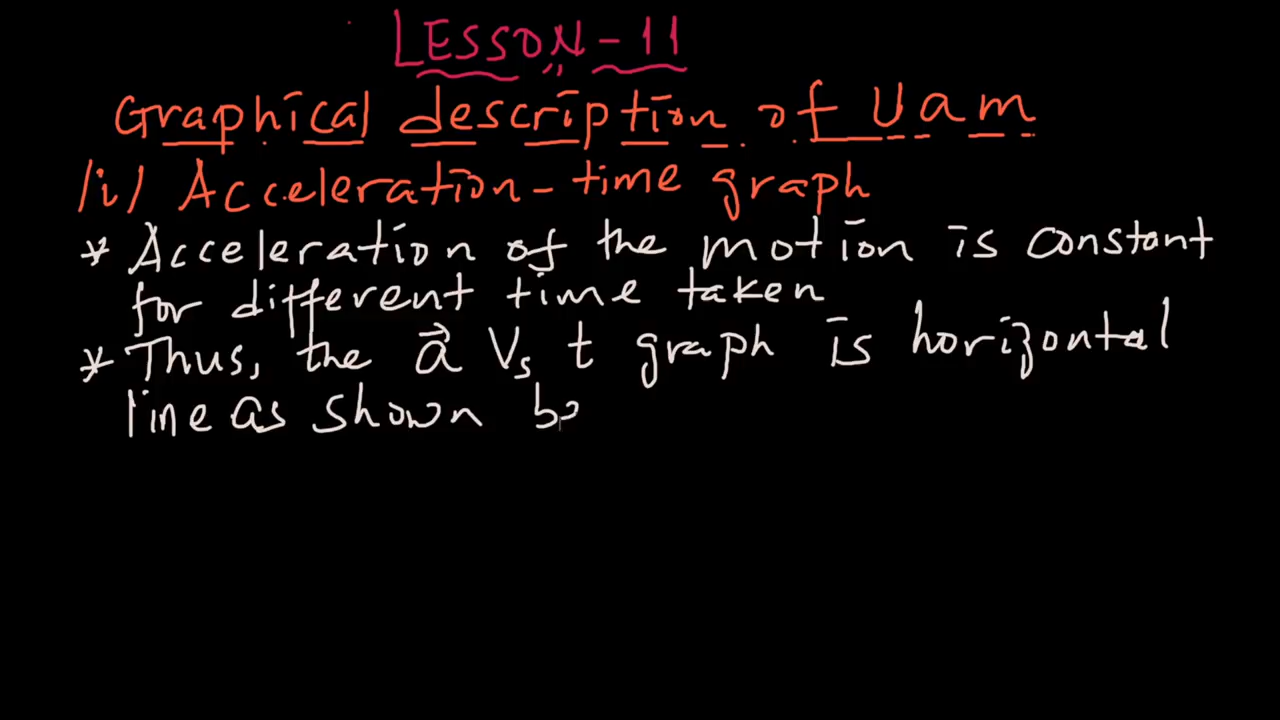 LESSON-11
Graphical description of Uam
(i) Acceleration-time graph
* Acceleration of the motion is constant
for different time taken
* Thus, the a⃗ Vs t graph is horizontal
line as shown